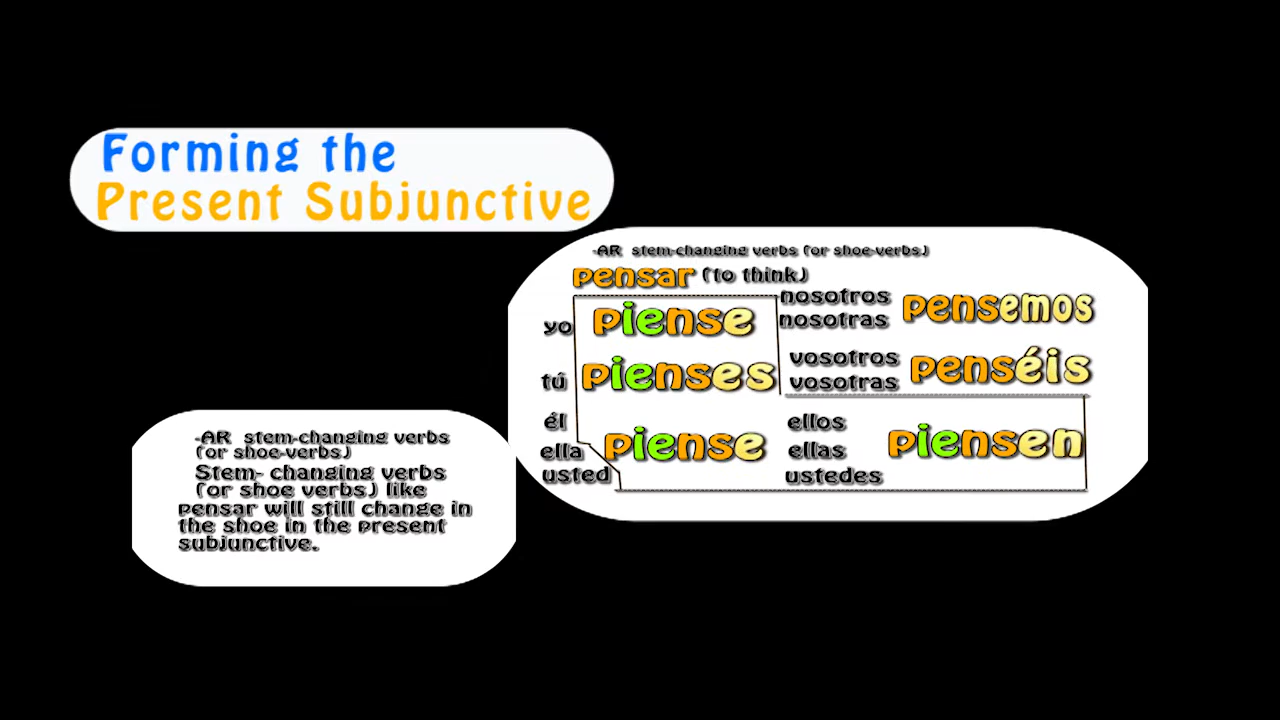 Forming the
Present Subjunctive
-AR stem-changing verbs (or shoe-verbs)
pensar (to think)
yo piense
nosotros
nosotras pensemos
tú pienses
vosotros
vosotras penséis
él
ella
usted piense
ellos
ellas
ustedes piensen
-AR stem-changing verbs
(or shoe-verbs)
Stem- changing verbs
(or shoe verbs) like
pensar will still change in
the shoe in the present
subjunctive.